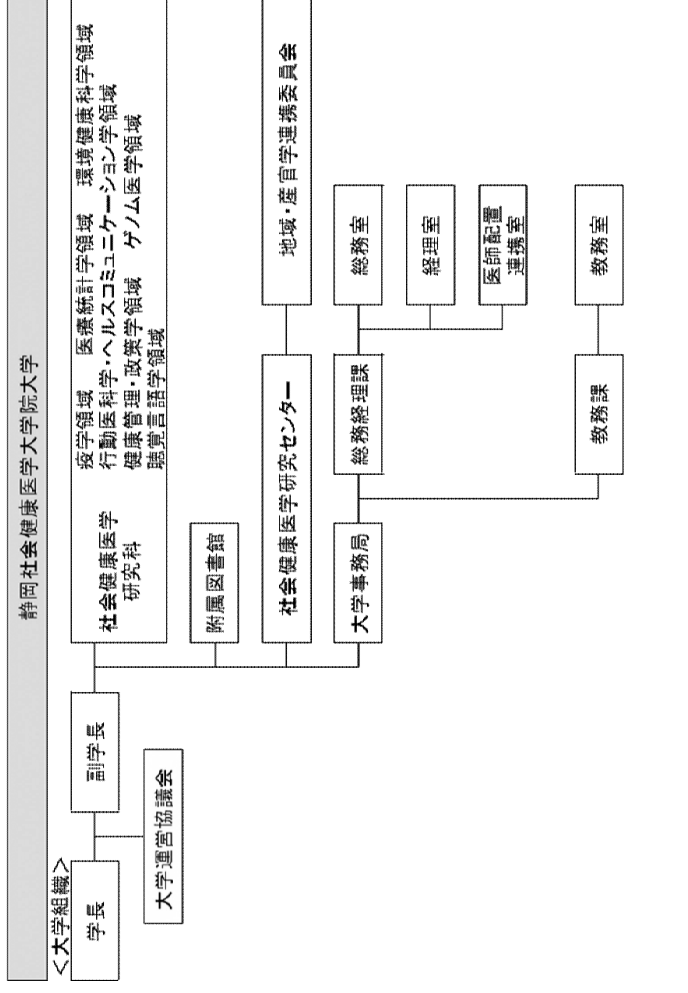 静岡社会健康医学大学院大学
＜大学組織＞
学長
大学運営協議会
副学長
社会健康医学
研究科
疫学領域　医療統計学領域　環境健康科学領域
行動医科学・ヘルスコミュニケーション学領域
健康管理・政策学領域　ゲノム医学領域
聴覚言語学領域
附属図書館
社会健康医学研究センター
地域・産官学連携委員会
大学事務局
総務経理課
総務室
経理室
医師配置
連携室
教務課
教務室